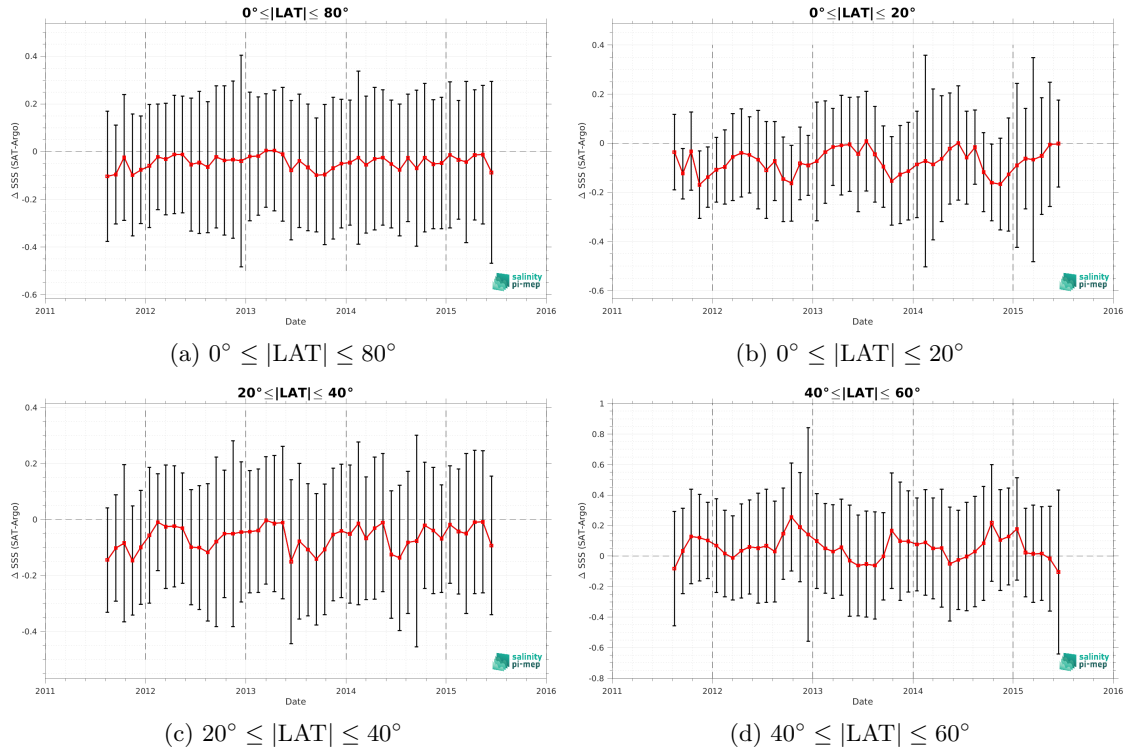 0°≤|LAT|≤ 80°
Δ SSS (SAT-Argo)
0.4
0.2
0
-0.2
-0.4
-0.6
2011 2012 2013 2014 2015 2016
Date
salinity
pi-mep
(a) 0° ≤ |LAT| ≤ 80°
0°≤|LAT|≤ 20°
Δ SSS (SAT-Argo)
0.4
0.2
0
-0.2
-0.4
-0.6
2011 2012 2013 2014 2015 2016
Date
salinity
pi-mep
(b) 0° ≤ |LAT| ≤ 20°
20°≤|LAT|≤ 40°
Δ SSS (SAT-Argo)
0.4
0.2
0
-0.2
-0.4
2011 2012 2013 2014 2015 2016
Date
salinity
pi-mep
(c) 20° ≤ |LAT| ≤ 40°
40°≤|LAT|≤ 60°
Δ SSS (SAT-Argo)
1
0.8
0.6
0.4
0.2
0
-0.2
-0.4
-0.6
-0.8
2011 2012 2013 2014 2015 2016
Date
salinity
pi-mep
(d) 40° ≤ |LAT| ≤ 60°